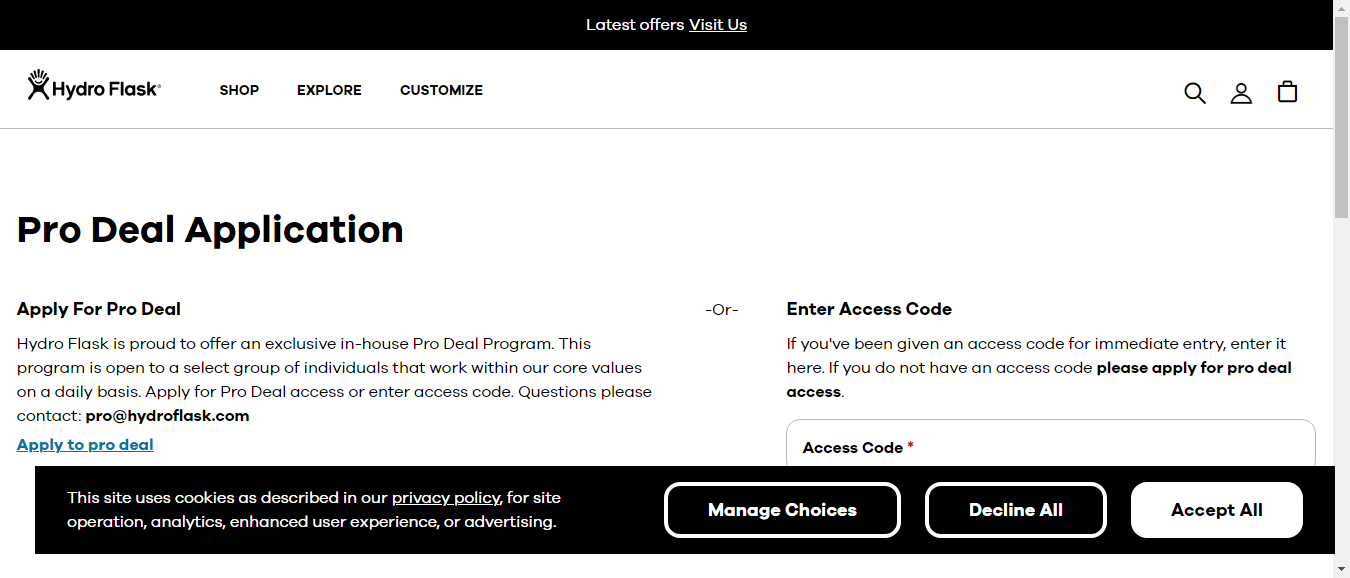 Latest offers Visit Us
Hydro Flask®
SHOP
EXPLORE
CUSTOMIZE
Pro Deal Application
Apply For Pro Deal
Hydro Flask is proud to offer an exclusive in-house Pro Deal Program. This
program is open to a select group of individuals that work within our core values
on a daily basis. Apply for Pro Deal access or enter access code. Questions please
contact: pro@hydroflask.com
Apply to pro deal
-Or-
Enter Access Code
If you've been given an access code for immediate entry, enter it
here. If you do not have an access code please apply for pro deal
access.
Access Code *
This site uses cookies as described in our privacy policy, for site
operation, analytics, enhanced user experience, or advertising.
Manage Choices
Decline All
Accept All